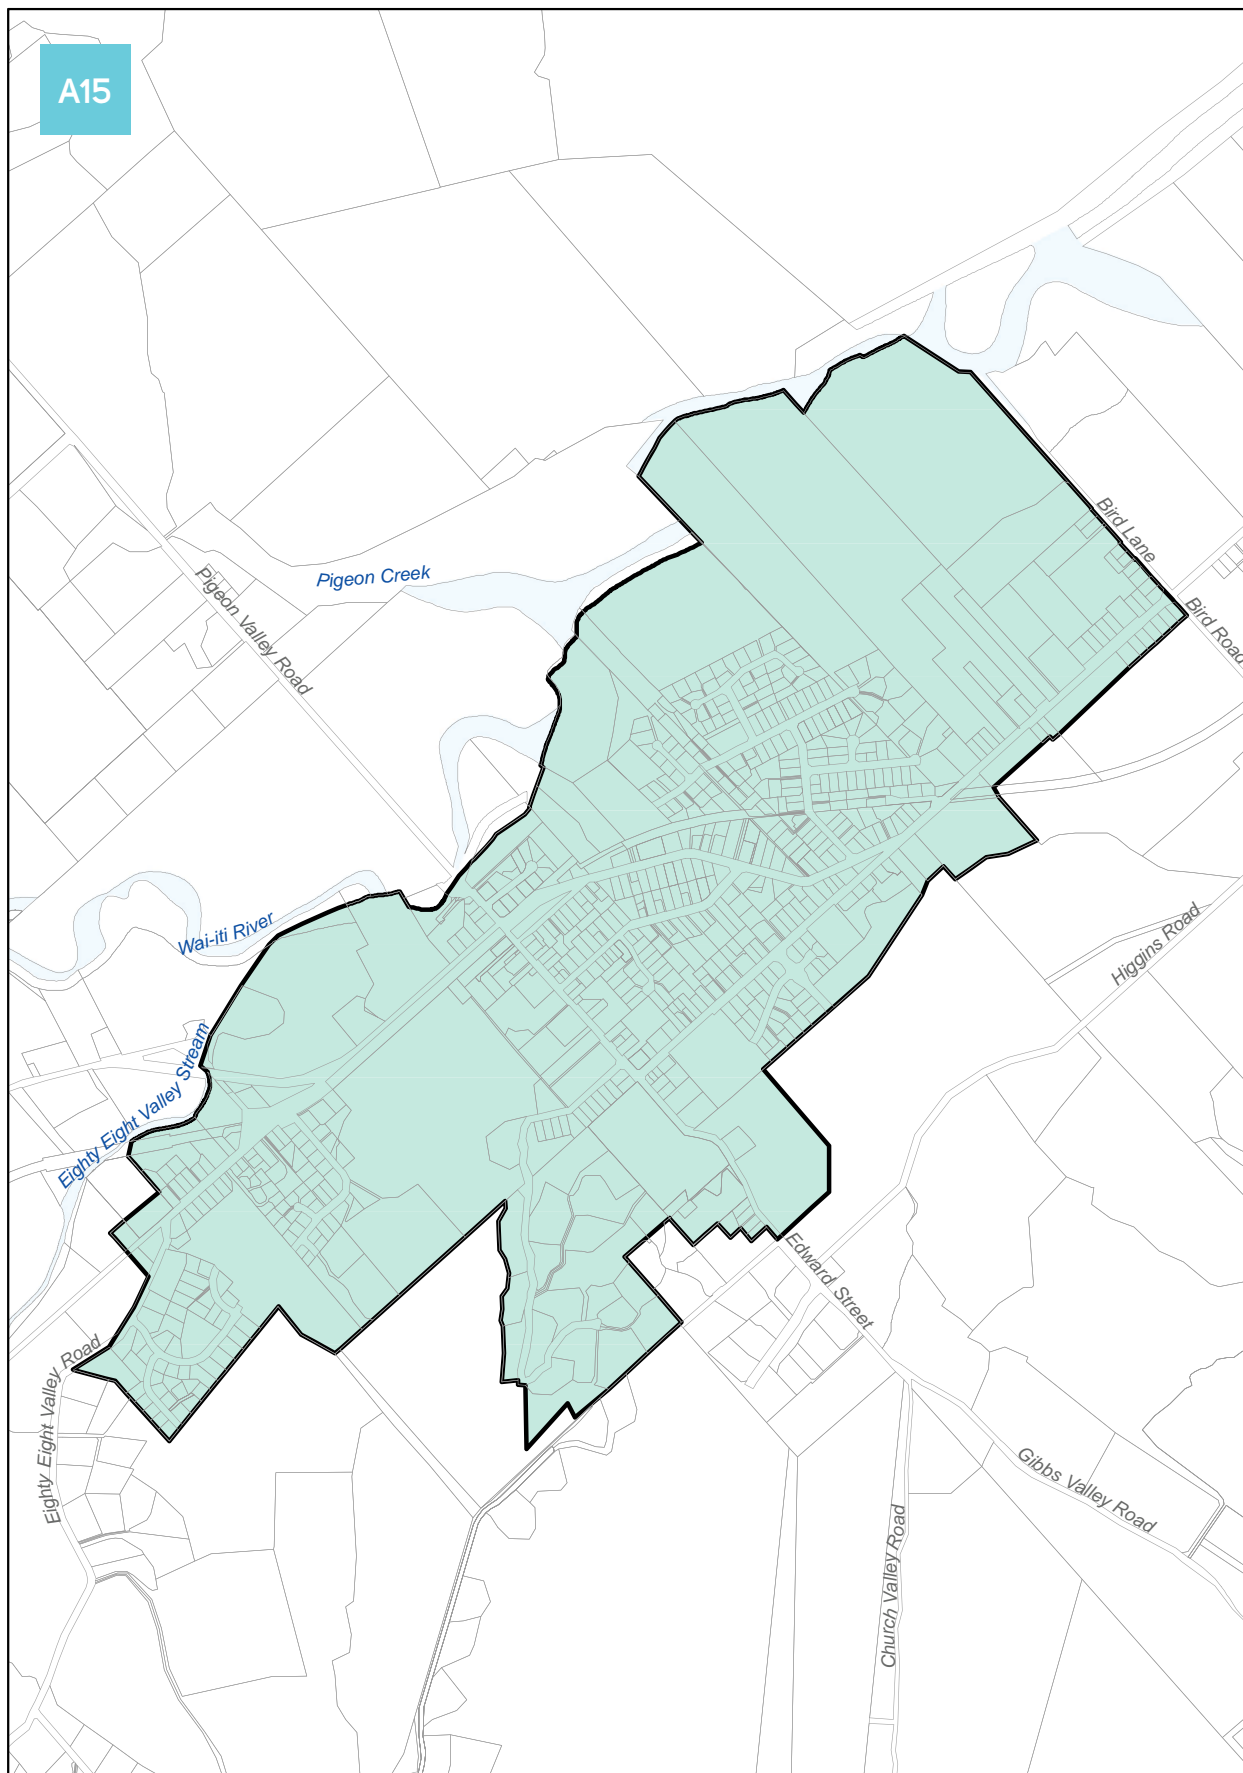 A15
Bird Lane
Pigeon Creek
Pigeon Valley Road
Bird Road
Wai-iti River
Higgins Road
Eighty Eight Valley Stream
Edward Street
Eighty Eight Valley Road
Gibbs Valley Road
Church Valley Road